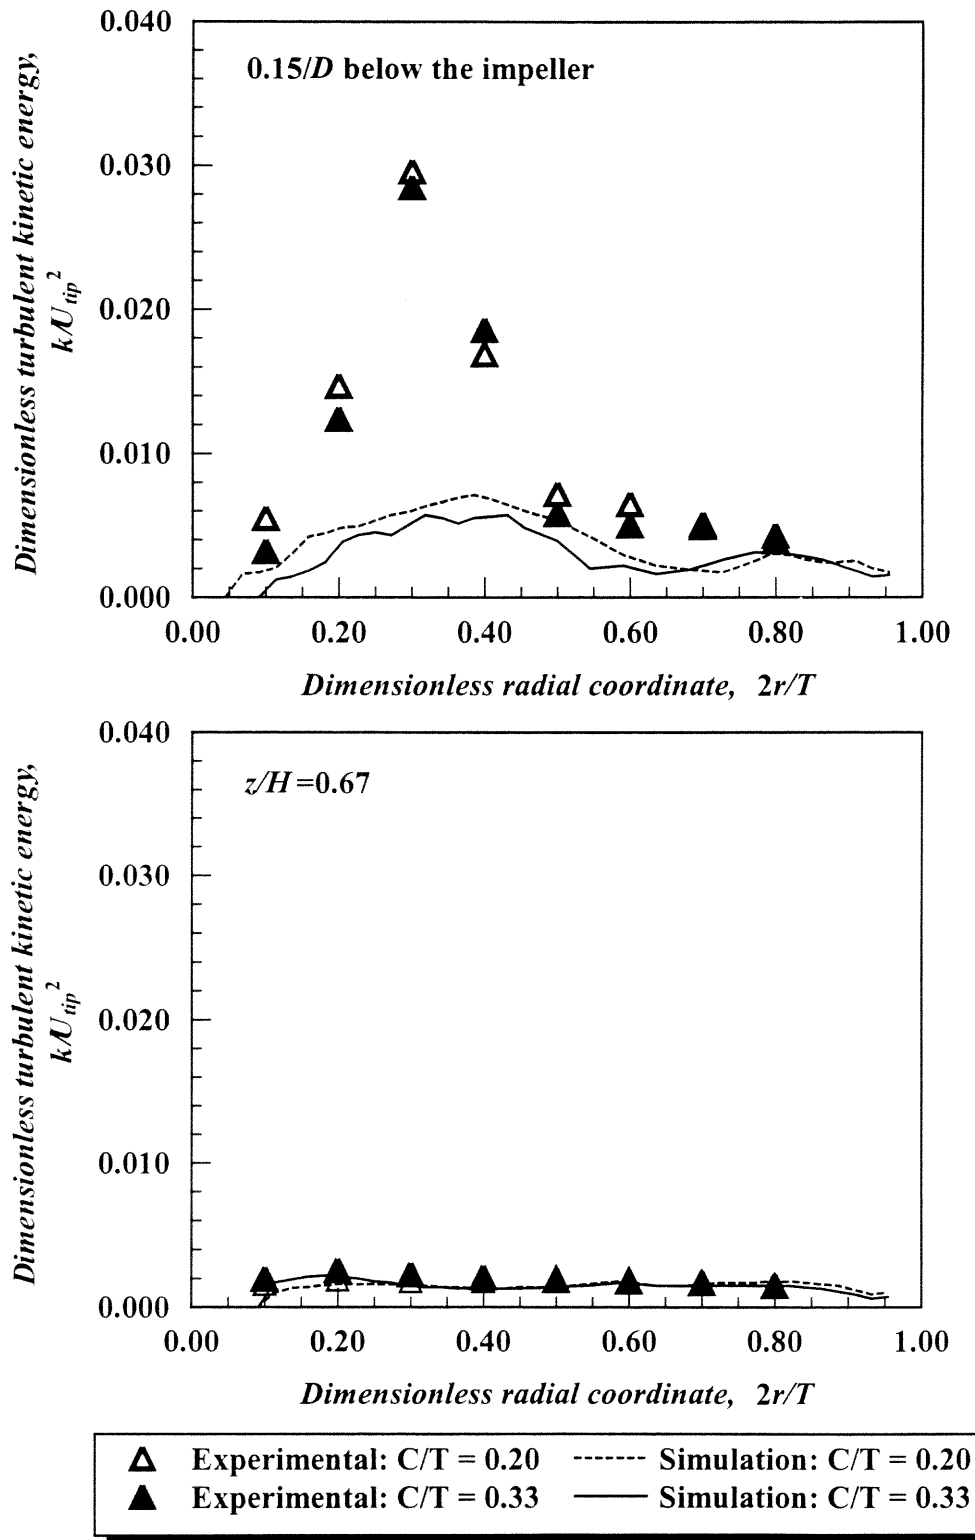 Dimensionless turbulent kinetic energy,
k/U_tip^2
0.040
0.030
0.020
0.010
0.000
0.15/D below the impeller
0.00 0.20 0.40 0.60 0.80 1.00
Dimensionless radial coordinate, 2r/T
Dimensionless turbulent kinetic energy,
k/U_tip^2
0.040
0.030
0.020
0.010
0.000
z/H=0.67
0.00 0.20 0.40 0.60 0.80 1.00
Dimensionless radial coordinate, 2r/T
Experimental: C/T = 0.20 Simulation: C/T = 0.20
Experimental: C/T = 0.33 Simulation: C/T = 0.33